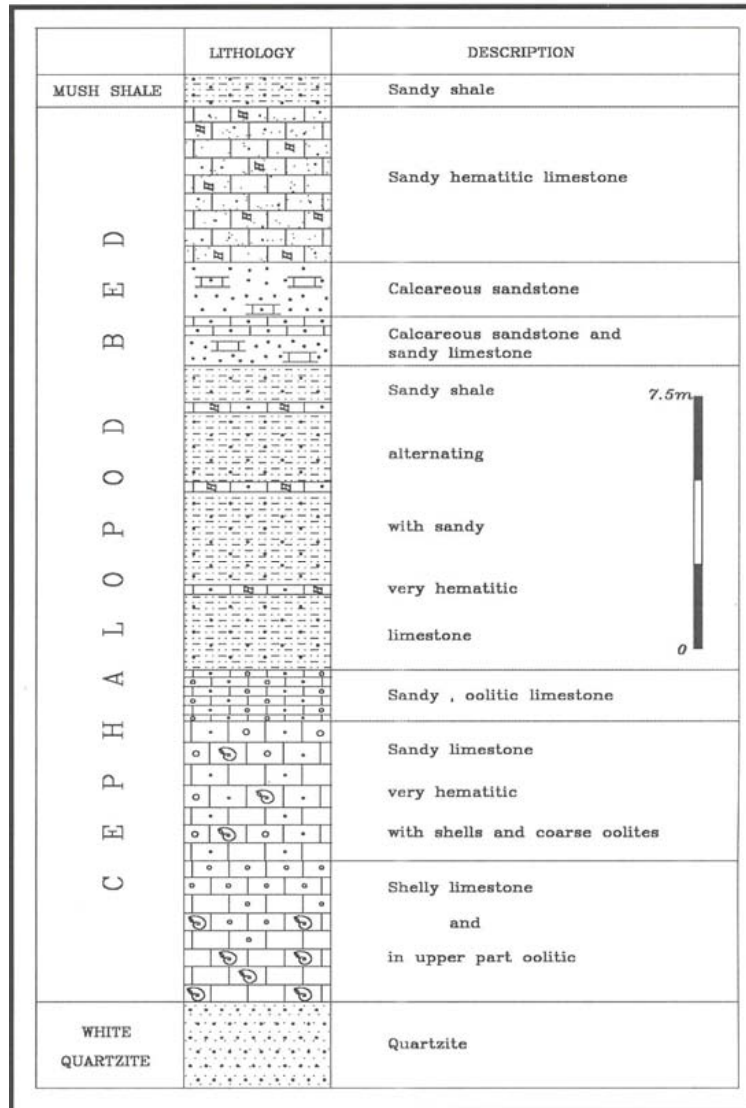 LITHOLOGY DESCRIPTION
MUSH SHALE Sandy shale
CEPHALOPOD BED
Sandy hematitic limestone
Calcareous sandstone
Calcareous sandstone and
sandy limestone
Sandy shale
alternating
with sandy
very hematitic
limestone
7.5m
0
Sandy , oolitic limestone
Sandy limestone
very hematitic
with shells and coarse oolites
Shelly limestone
and
in upper part oolitic
WHITE
QUARTZITE
Quartzite
H H H H H H H H H H
H H
H H
H H